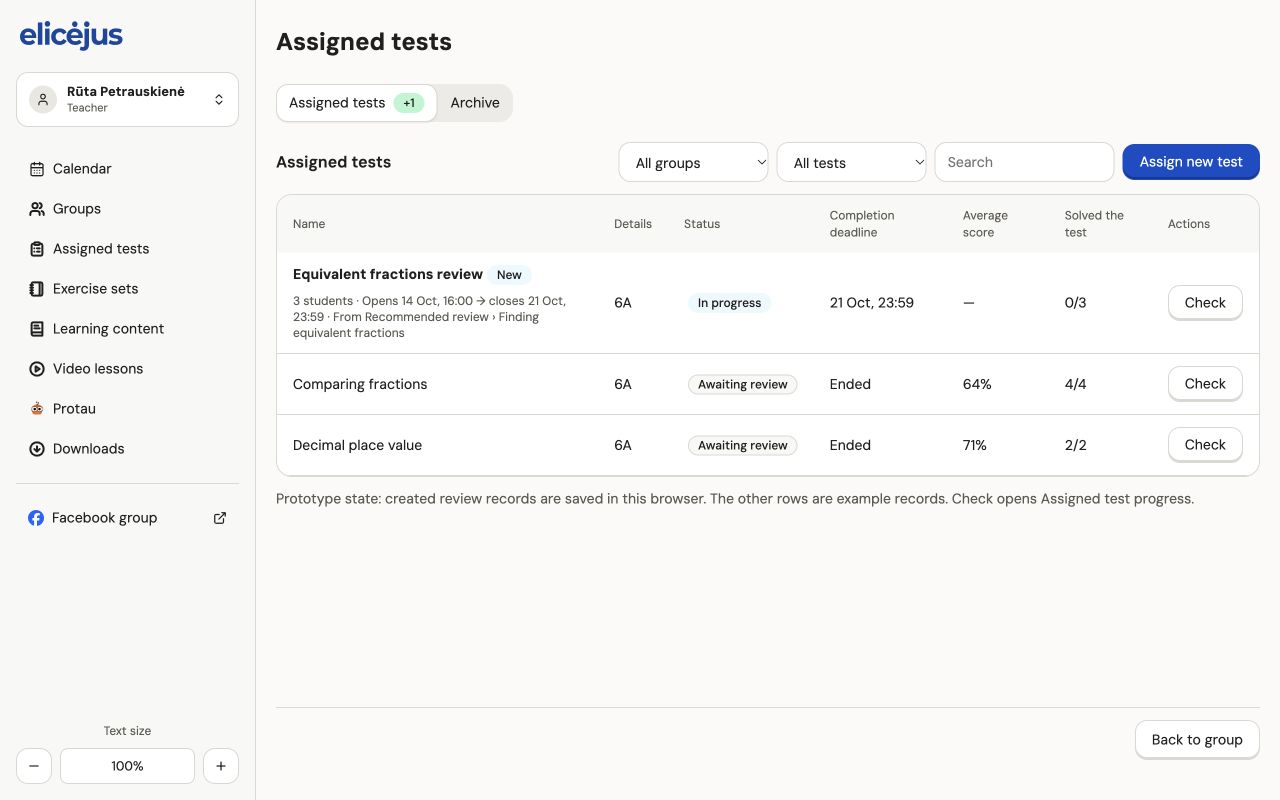 elicėjus
Rūta Petrauskienė
Teacher
Calendar
Groups
Assigned tests
Exercise sets
Learning content
Video lessons
Protau
Downloads
Facebook group
Text size
− 100% +
Assigned tests
Assigned tests +1 Archive
Assigned tests All groups All tests Search Assign new test
Name Details Status Completion deadline Average score Solved the test Actions
Equivalent fractions review New
3 students · Opens 14 Oct, 16:00 → closes 21 Oct,
23:59 · From Recommended review › Finding
equivalent fractions
6A In progress 21 Oct, 23:59 — 0/3 Check
Comparing fractions 6A Awaiting review Ended 64% 4/4 Check
Decimal place value 6A Awaiting review Ended 71% 2/2 Check
Prototype state: created review records are saved in this browser. The other rows are example records. Check opens Assigned test progress.
Back to group